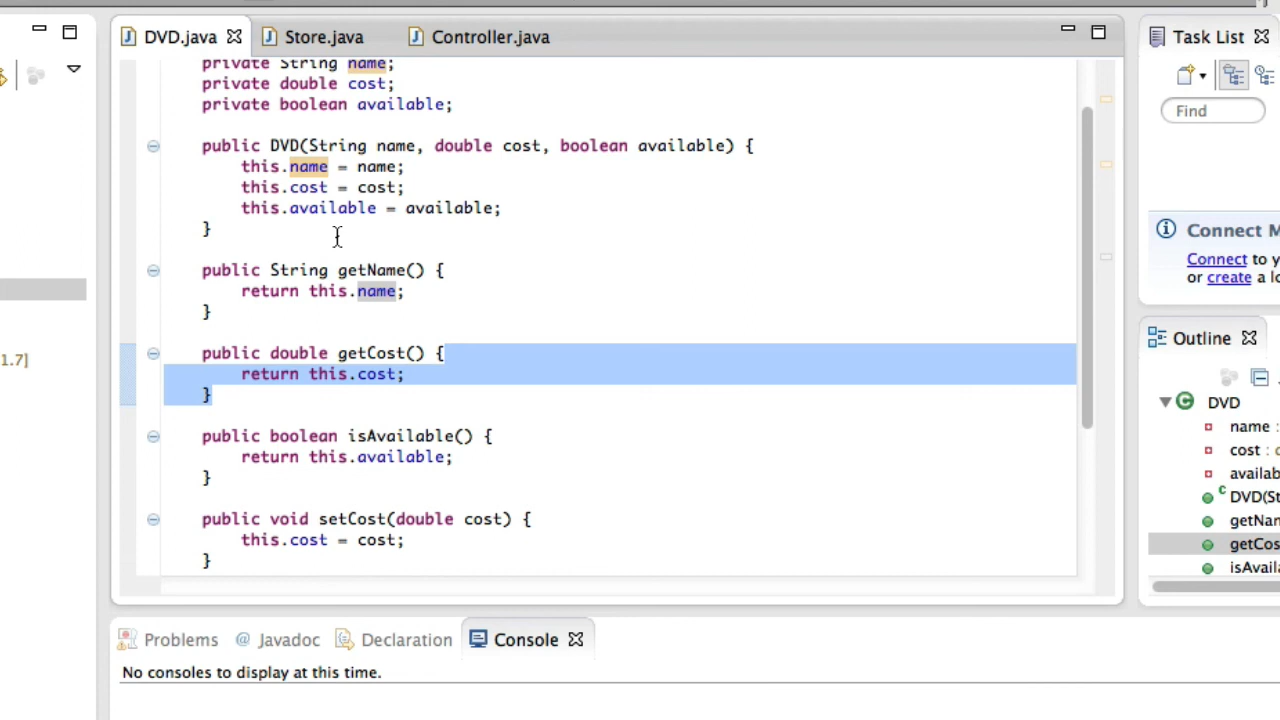 DVD.java
Store.java
Controller.java
Task List
private String name;
private double cost;
private boolean available;
Find
public DVD(String name, double cost, boolean available) {
this.name = name;
this.cost = cost;
this.available = available;
}
Connect M
Connect to y
or create a lo
public String getName() {
return this.name;
}
Outline
1.7]
public double getCost() {
return this.cost;
}
DVD
name :
cost : d
availab
DVD(St
getNan
getCos
isAvaila
public boolean isAvailable() {
return this.available;
}
public void setCost(double cost) {
this.cost = cost;
}
Problems
@ Javadoc
Declaration
Console
No consoles to display at this time.